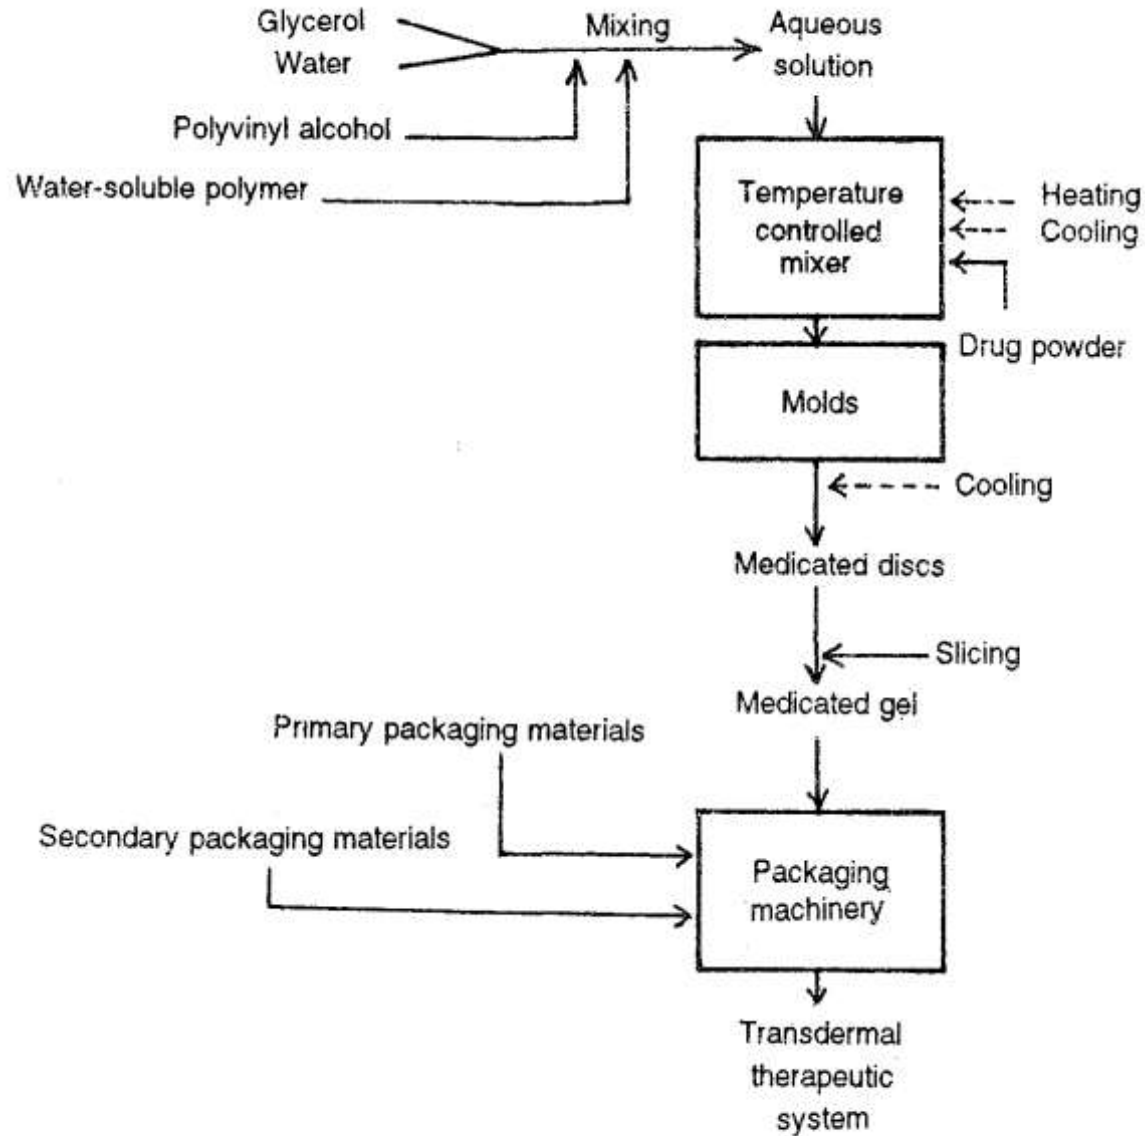 Glycerol
Water
Mixing
Aqueous
solution
Polyvinyl alcohol
Water-soluble polymer
Temperature
controlled
mixer
Heating
Cooling
Drug powder
Molds
Cooling
Medicated discs
Slicing
Medicated gel
Primary packaging materials
Secondary packaging materials
Packaging
machinery
Transdermal
therapeutic
system